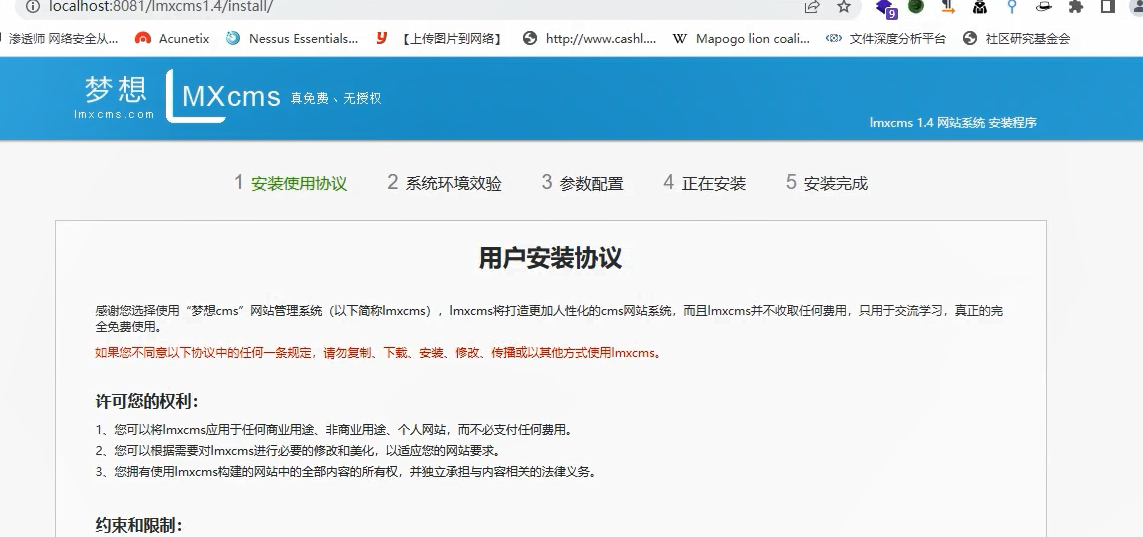 localhost:8081/lmxcms1.4/install/
9
渗透师 网络安全从...
Acunetix
Nessus Essentials...
【上传图片到网络】
http://www.cashl....
Mapogo lion coali...
文件深度分析平台
社区研究基金会
梦想
lmxcms.com
LMXcms
真免费、无授权
lmxcms 1.4 网站系统 安装程序
1 安装使用协议
2 系统环境效验
3 参数配置
4 正在安装
5 安装完成
用户安装协议
感谢您选择使用“梦想cms”网站管理系统（以下简称lmxcms），lmxcms将打造更加人性化的cms网站系统，而且lmxcms并不收取任何费用，只用于交流学习，真正的完
全免费使用。
如果您不同意以下协议中的任何一条规定，请勿复制、下载、安装、修改、传播或以其他方式使用lmxcms。
许可您的权利：
1、您可以将lmxcms应用于任何商业用途、非商业用途、个人网站，而不必支付任何费用。
2、您可以根据需要对lmxcms进行必要的修改和美化，以适应您的网站要求。
3、您拥有使用lmxcms构建的网站中的全部内容的所有权，并独立承担与内容相关的法律义务。
约束和限制：